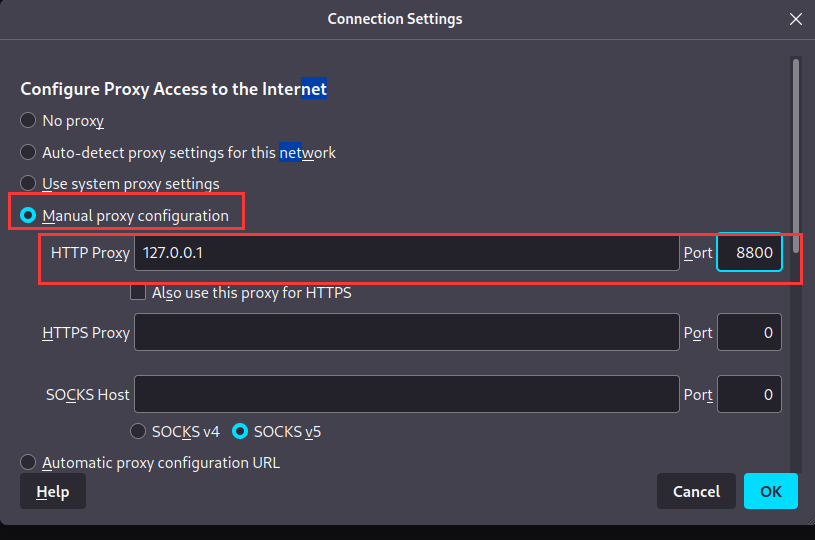 Connection Settings
Configure Proxy Access to the Internet
No proxy
Auto-detect proxy settings for this network
Use system proxy settings
Manual proxy configuration
HTTP Proxy 127.0.0.1 Port 8800
Also use this proxy for HTTPS
HTTPS Proxy Port 0
SOCKS Host Port 0
SOCKS v4 SOCKS v5
Automatic proxy configuration URL
Help Cancel OK